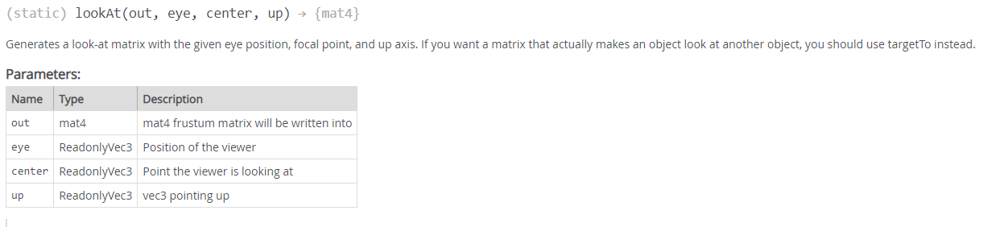 (static) lookAt(out, eye, center, up) → {mat4}
Generates a look-at matrix with the given eye position, focal point, and up axis. If you want a matrix that actually makes an object look at another object, you should use targetTo instead.
Parameters:
Name Type Description
out mat4 mat4 frustum matrix will be written into
eye ReadonlyVec3 Position of the viewer
center ReadonlyVec3 Point the viewer is looking at
up ReadonlyVec3 vec3 pointing up